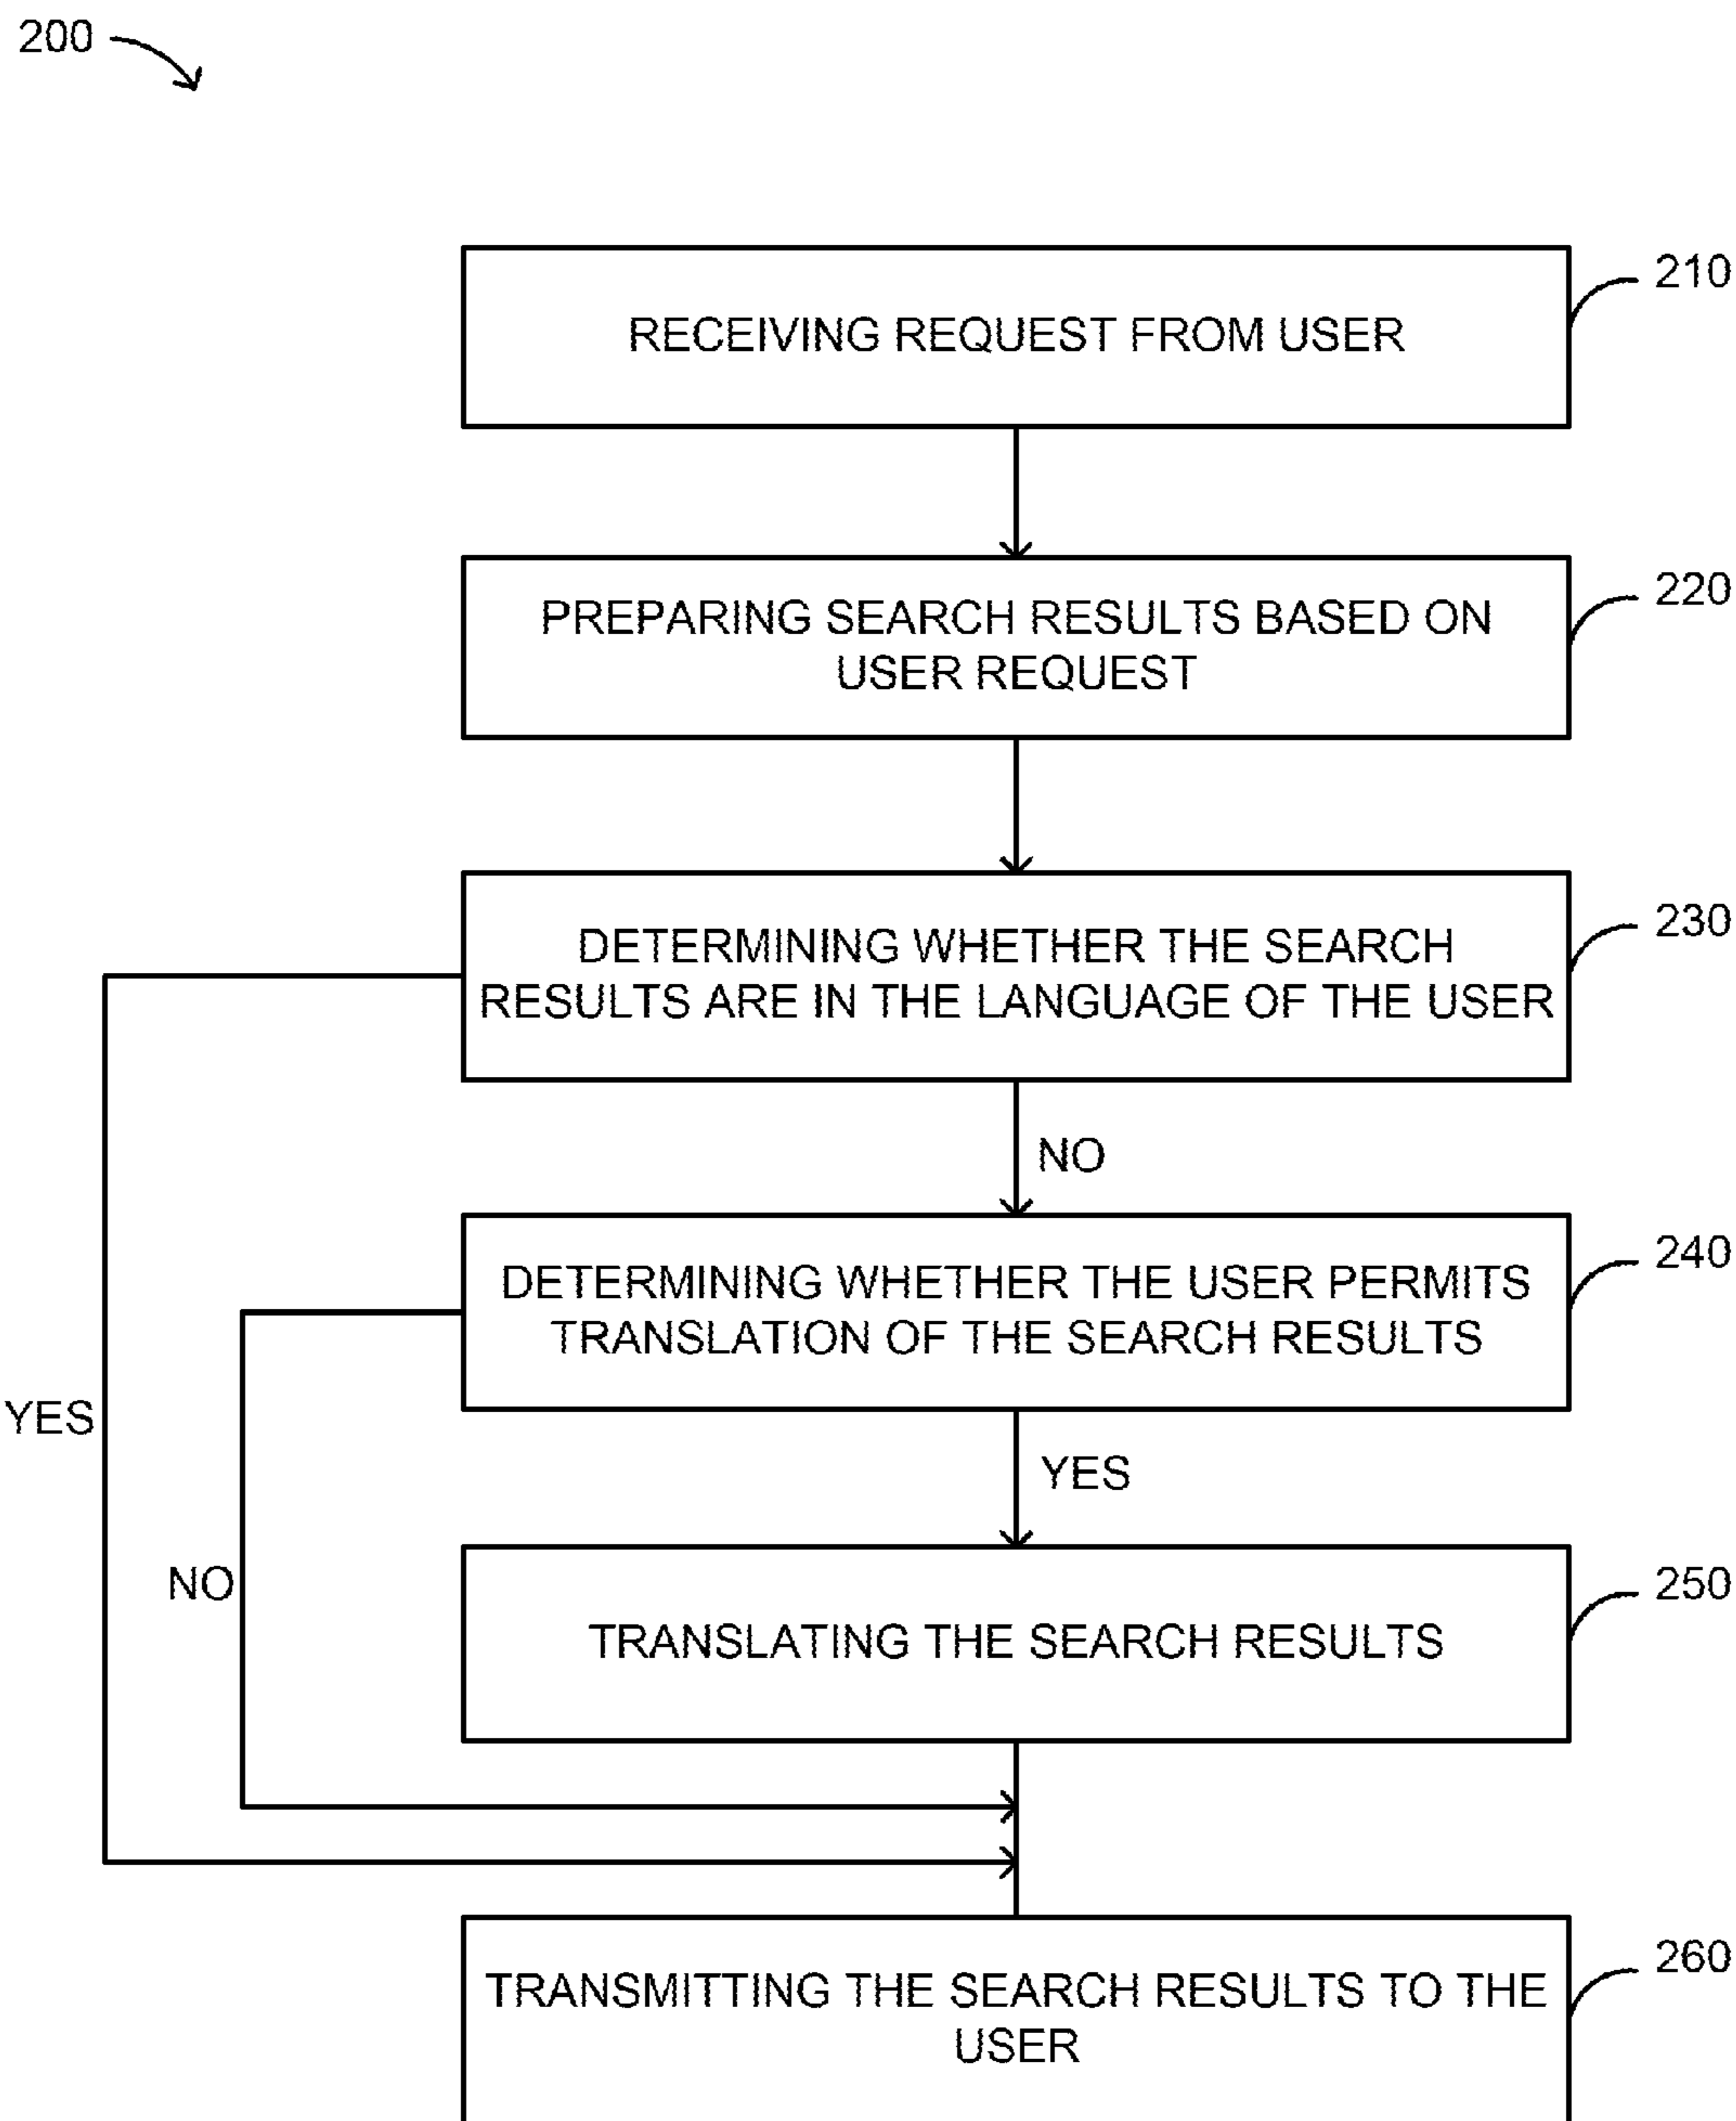 200
210
RECEIVING REQUEST FROM USER
220
PREPARING SEARCH RESULTS BASED ON
USER REQUEST
230
DETERMINING WHETHER THE SEARCH
RESULTS ARE IN THE LANGUAGE OF THE USER
NO
240
DETERMINING WHETHER THE USER PERMITS
TRANSLATION OF THE SEARCH RESULTS
YES
YES
NO
250
TRANSLATING THE SEARCH RESULTS
260
TRANSMITTING THE SEARCH RESULTS TO THE
USER